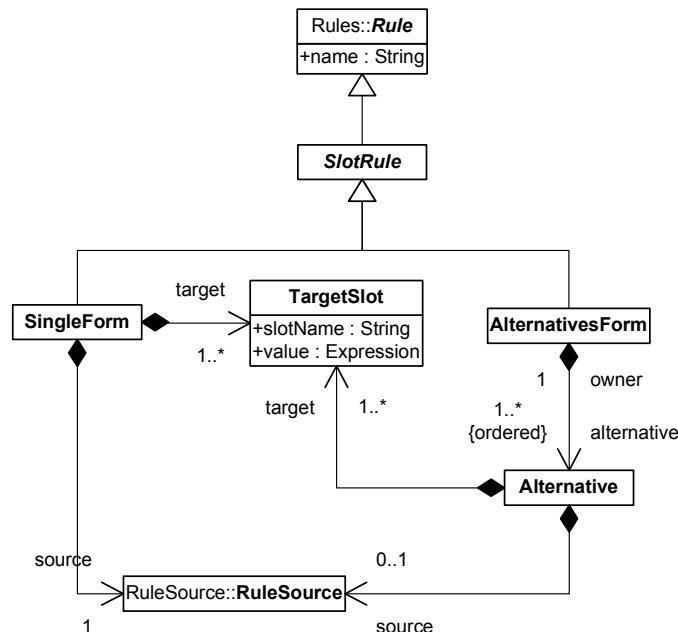 Rules::Rule
+name : String
SlotRule
target
TargetSlot
SingleForm
+slotName : String
+value : Expression
AlternativesForm
1..*
1
owner
target
1..*
1..*
{ordered}
alternative
Alternative
source
0..1
RuleSource::RuleSource
1
source